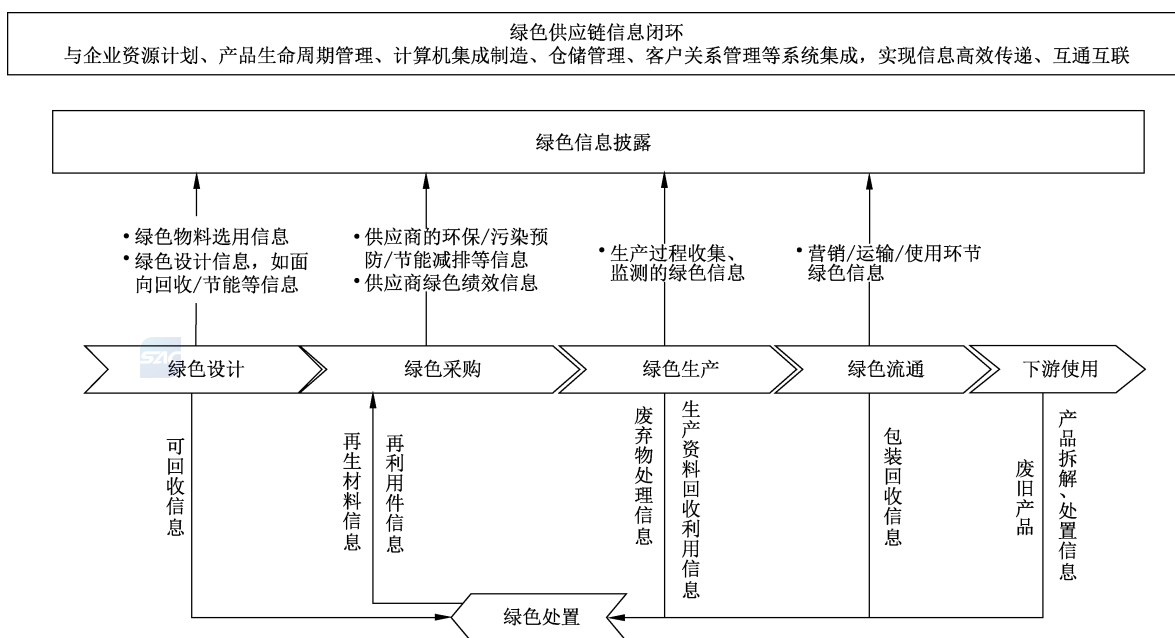 绿色供应链信息闭环
与企业资源计划、产品生命周期管理、计算机集成制造、仓储管理、客户关系管理等系统集成，实现信息高效传递、互通互联
绿色信息披露
•绿色物料选用信息
•绿色设计信息，如面
向回收/节能等信息
•供应商的环保/污染预
防/节能减排等信息
•供应商绿色绩效信息
•生产过程收集、
监测的绿色信息
•营销/运输/使用环节
绿色信息
SAC
绿色设计
绿色采购
绿色生产
绿色流通
下游使用
可回收信息
再生材料信息
再利用件信息
废弃物处理信息
生产资料回收利用信息
包装回收信息
废旧产品
产品拆解、处置信息
绿色处置